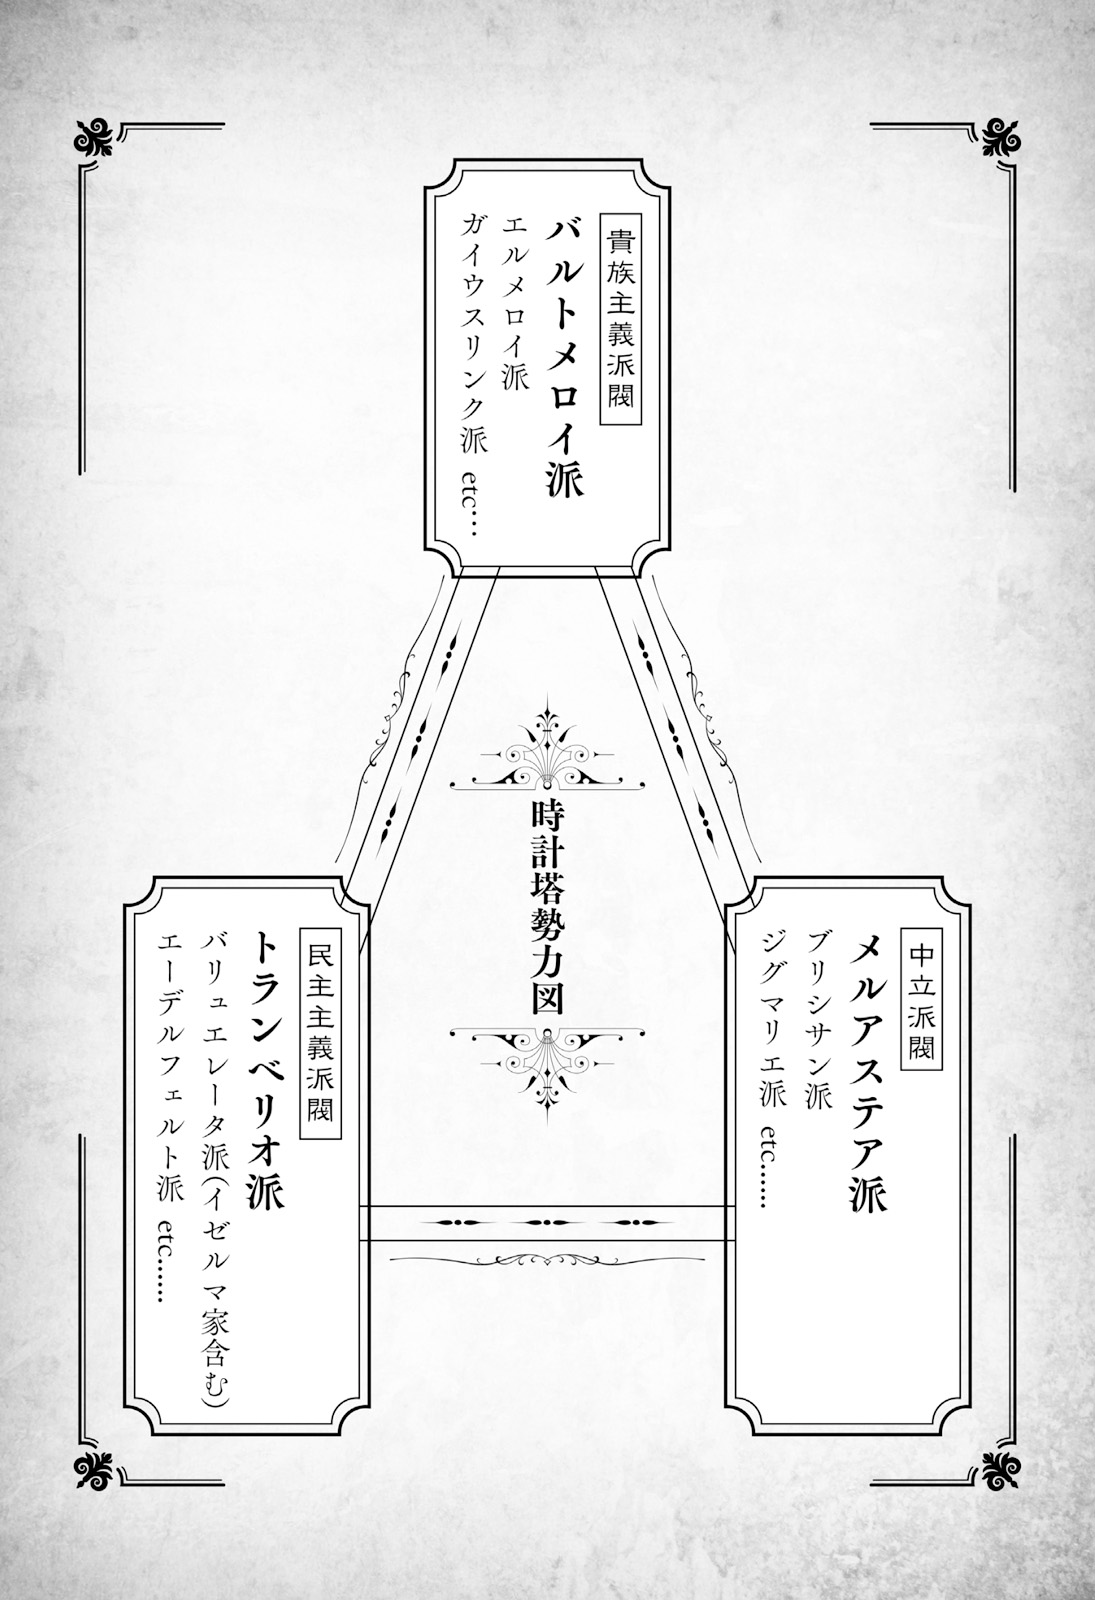 貴族主義派閥
バルトメロイ派
エルメロイ派
ガイウスリンク派 etc…
時計塔勢力図
中立派閥
メルアステア派
ブリシサン派
ジグマリエ派 etc……
民主主義派閥
トランベリオ派
バリュエレータ派(イゼルマ家含む)
エーデルフェルト派 etc……